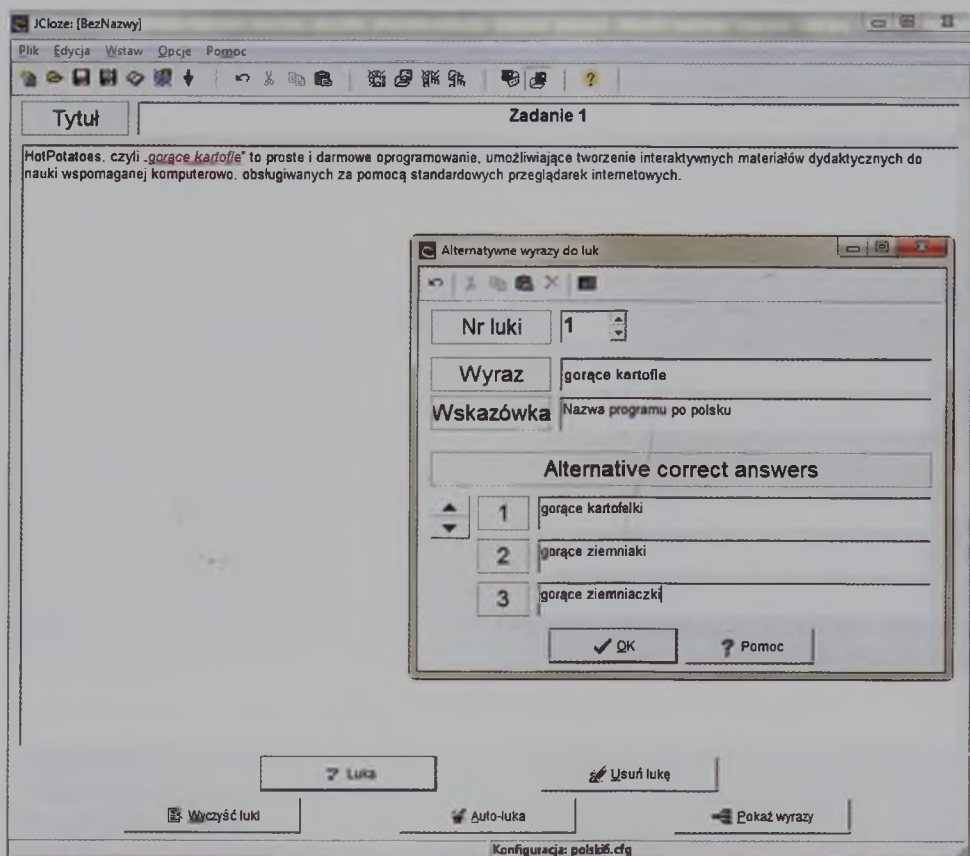 JCloze: [BezNazwy]
Plik Edycja Wstaw Opcje Pomoc
Tytuł
Zadanie 1
HotPotatoes, czyli „gorące kartofle" to proste i darmowe oprogramowanie, umożliwiające tworzenie interaktywnych materiałów dydaktycznych do
nauki wspomaganej komputerowo, obsługiwanych za pomocą standardowych przeglądarek internetowych.
Alternatywne wyrazy do luk
Nr luki 1
Wyraz gorące kartofle
Wskazówka Nazwa programu po polsku
Alternative correct answers
1 gorące kartofelki
2 gorące ziemniaki
3 gorące ziemniaczki
OK ? Pomoc
? Luka
Usuń lukę
Wyczyść luki
Auto-luka
Pokaż wyrazy
Konfiguracja: polski6.cfg